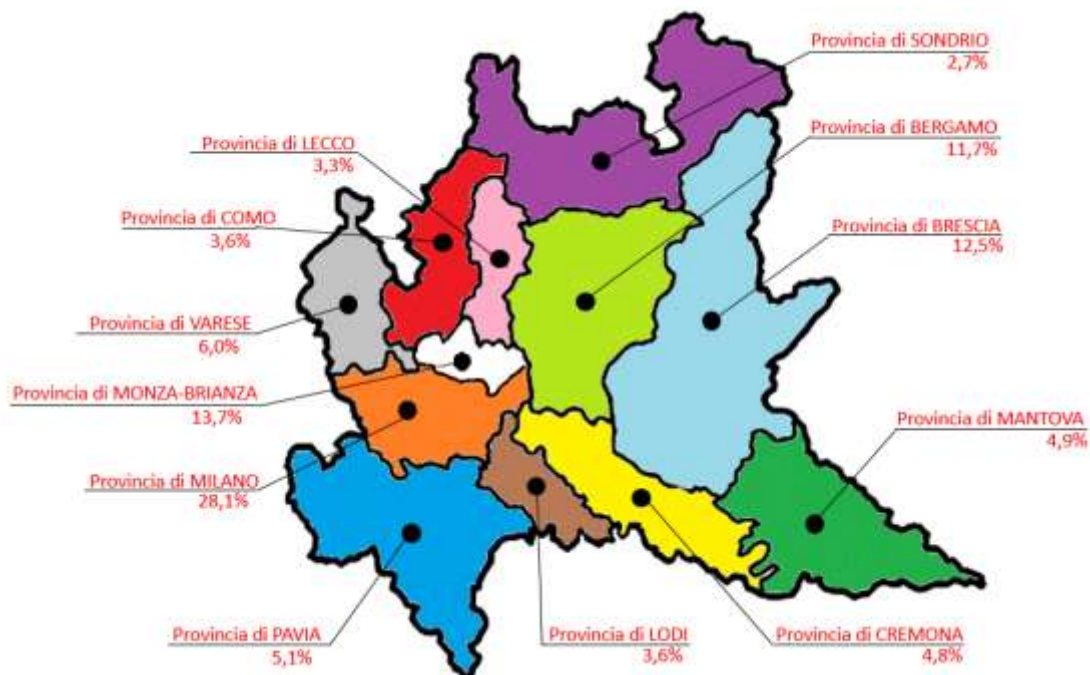 Provincia di SONDRIO
2,7%
Provincia di BERGAMO
11,7%
Provincia di LECCO
3,3%
Provincia di COMO
3,6%
Provincia di BRESCIA
12,5%
Provincia di VARESE
6,0%
Provincia di MONZA-BRIANZA
13,7%
Provincia di MANTOVA
4,9%
Provincia di MILANO
28,1%
Provincia di PAVIA
5,1%
Provincia di LODI
3,6%
Provincia di CREMONA
4,8%